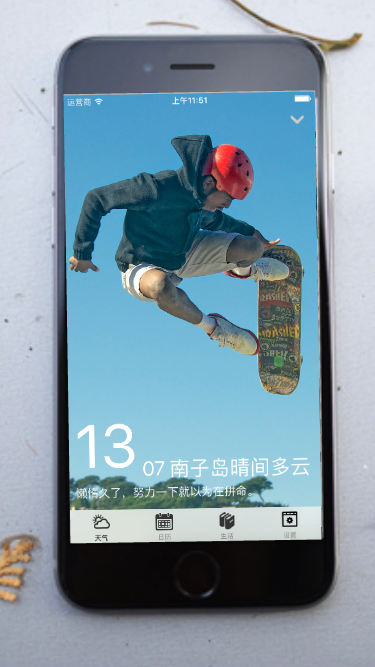 运营商
上午11:51
13
07 南子岛晴间多云
懒惰久了，努力一下就以为在拼命。
天气
日历
生活
设置